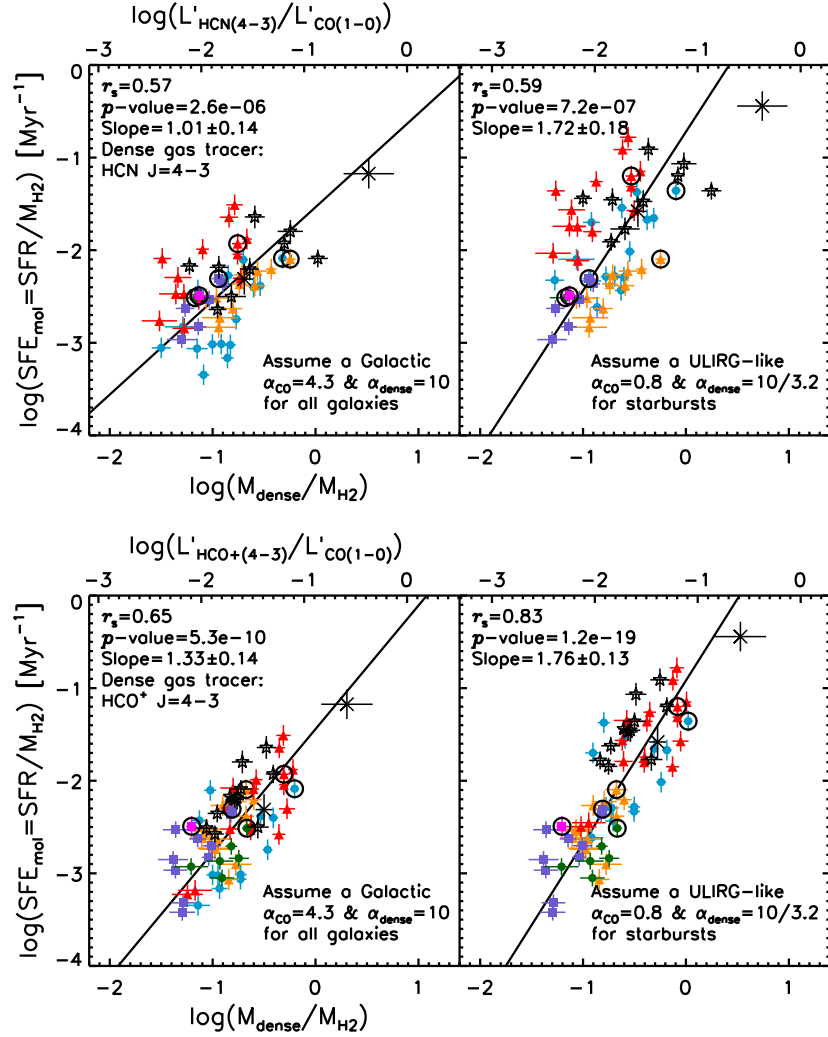 log(L'HCN(4−3)/L'CO(1−0))
−3 −2 −1 0 −3 −2 −1 0
0
−1
−2
−3
−4
log(SFEmol=SFR/MH2) [Myr−1]
rs=0.57
p−value=2.6e−06
Slope=1.01±0.14
Dense gas tracer:
HCN J=4−3
Assume a Galactic
αCO=4.3 & αdense=10
for all galaxies
rs=0.59
p−value=7.2e−07
Slope=1.72±0.18
Assume a ULIRG−like
αCO=0.8 & αdense=10/3.2
for starbursts
−2 −1 0 1 −2 −1 0 1
log(Mdense/MH2)
log(L'HCO+(4−3)/L'CO(1−0))
−3 −2 −1 0 −3 −2 −1 0
0
−1
−2
−3
−4
log(SFEmol=SFR/MH2) [Myr−1]
rs=0.65
p−value=5.3e−10
Slope=1.33±0.14
Dense gas tracer:
HCO+ J=4−3
Assume a Galactic
αCO=4.3 & αdense=10
for all galaxies
rs=0.83
p−value=1.2e−19
Slope=1.76±0.13
Assume a ULIRG−like
αCO=0.8 & αdense=10/3.2
for starbursts
−2 −1 0 1 −2 −1 0 1
log(Mdense/MH2)